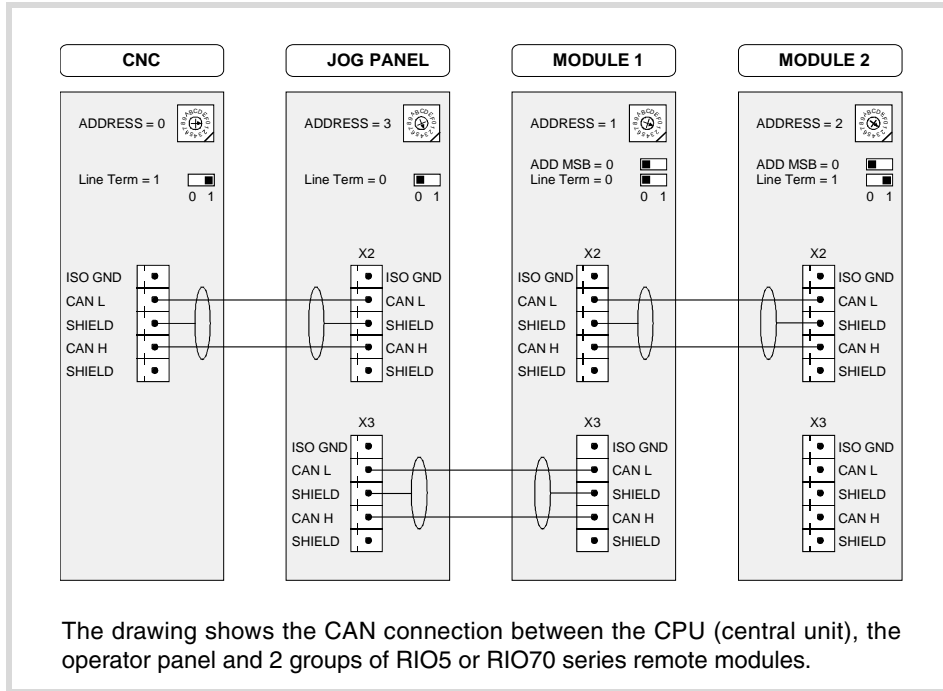 CNC
JOG PANEL
MODULE 1
MODULE 2
ADDRESS = 0
ADDRESS = 3
ADDRESS = 1
ADDRESS = 2
ADD MSB = 0
ADD MSB = 0
Line Term = 1
Line Term = 0
Line Term = 0
Line Term = 1
0 1
0 1
0 1
0 1
X2
X2
X2
ISO GND
ISO GND
ISO GND
ISO GND
CAN L
CAN L
CAN L
CAN L
SHIELD
SHIELD
SHIELD
SHIELD
CAN H
CAN H
CAN H
CAN H
SHIELD
SHIELD
SHIELD
SHIELD
X3
X3
X3
ISO GND
ISO GND
ISO GND
CAN L
CAN L
CAN L
SHIELD
SHIELD
SHIELD
CAN H
CAN H
CAN H
SHIELD
SHIELD
SHIELD
The drawing shows the CAN connection between the CPU (central unit), the
operator panel and 2 groups of RIO5 or RIO70 series remote modules.